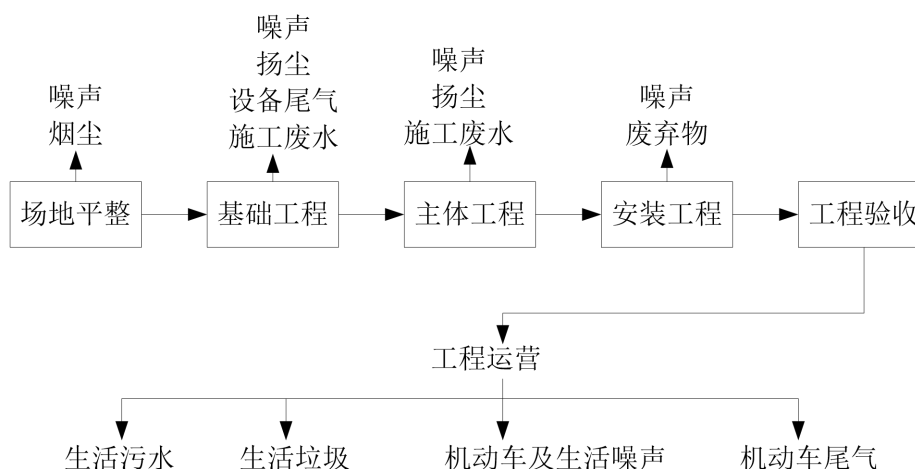 噪声
烟尘
噪声
扬尘
设备尾气
施工废水
噪声
扬尘
施工废水
噪声
废弃物
场地平整
基础工程
主体工程
安装工程
工程验收
工程运营
生活污水
生活垃圾
机动车及生活噪声
机动车尾气